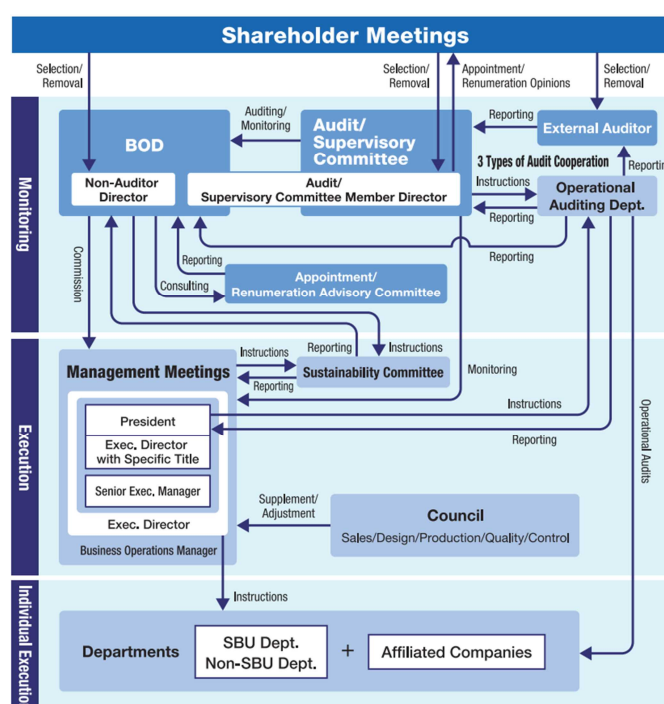 Shareholder Meetings
Selection/
Removal
Selection/
Removal
Appointment/
Renumeration Opinions
Selection/
Removal
Monitoring
BOD
Auditing/
Monitoring
Audit/
Supervisory
Committee
Reporting
External Auditor
3 Types of Audit Cooperation
Reporting
Non-Auditor
Director
Audit/
Supervisory Committee Member Director
Instructions
Reporting
Operational
Auditing Dept.
Reporting
Commission
Reporting
Consulting
Appointment/
Renumeration Advisory Committee
Execution
Management Meetings
Instructions
Reporting
Reporting
Instructions
Sustainability Committee
Monitoring
President
Exec. Director
with Specific Title
Senior Exec. Manager
Exec. Director
Business Operations Manager
Instructions
Reporting
Operational Audits
Supplement/
Adjustment
Council
Sales/Design/Production/Quality/Control
Instructions
Individual Executio
Departments
SBU Dept.
Non-SBU Dept.
+
Affiliated Companies